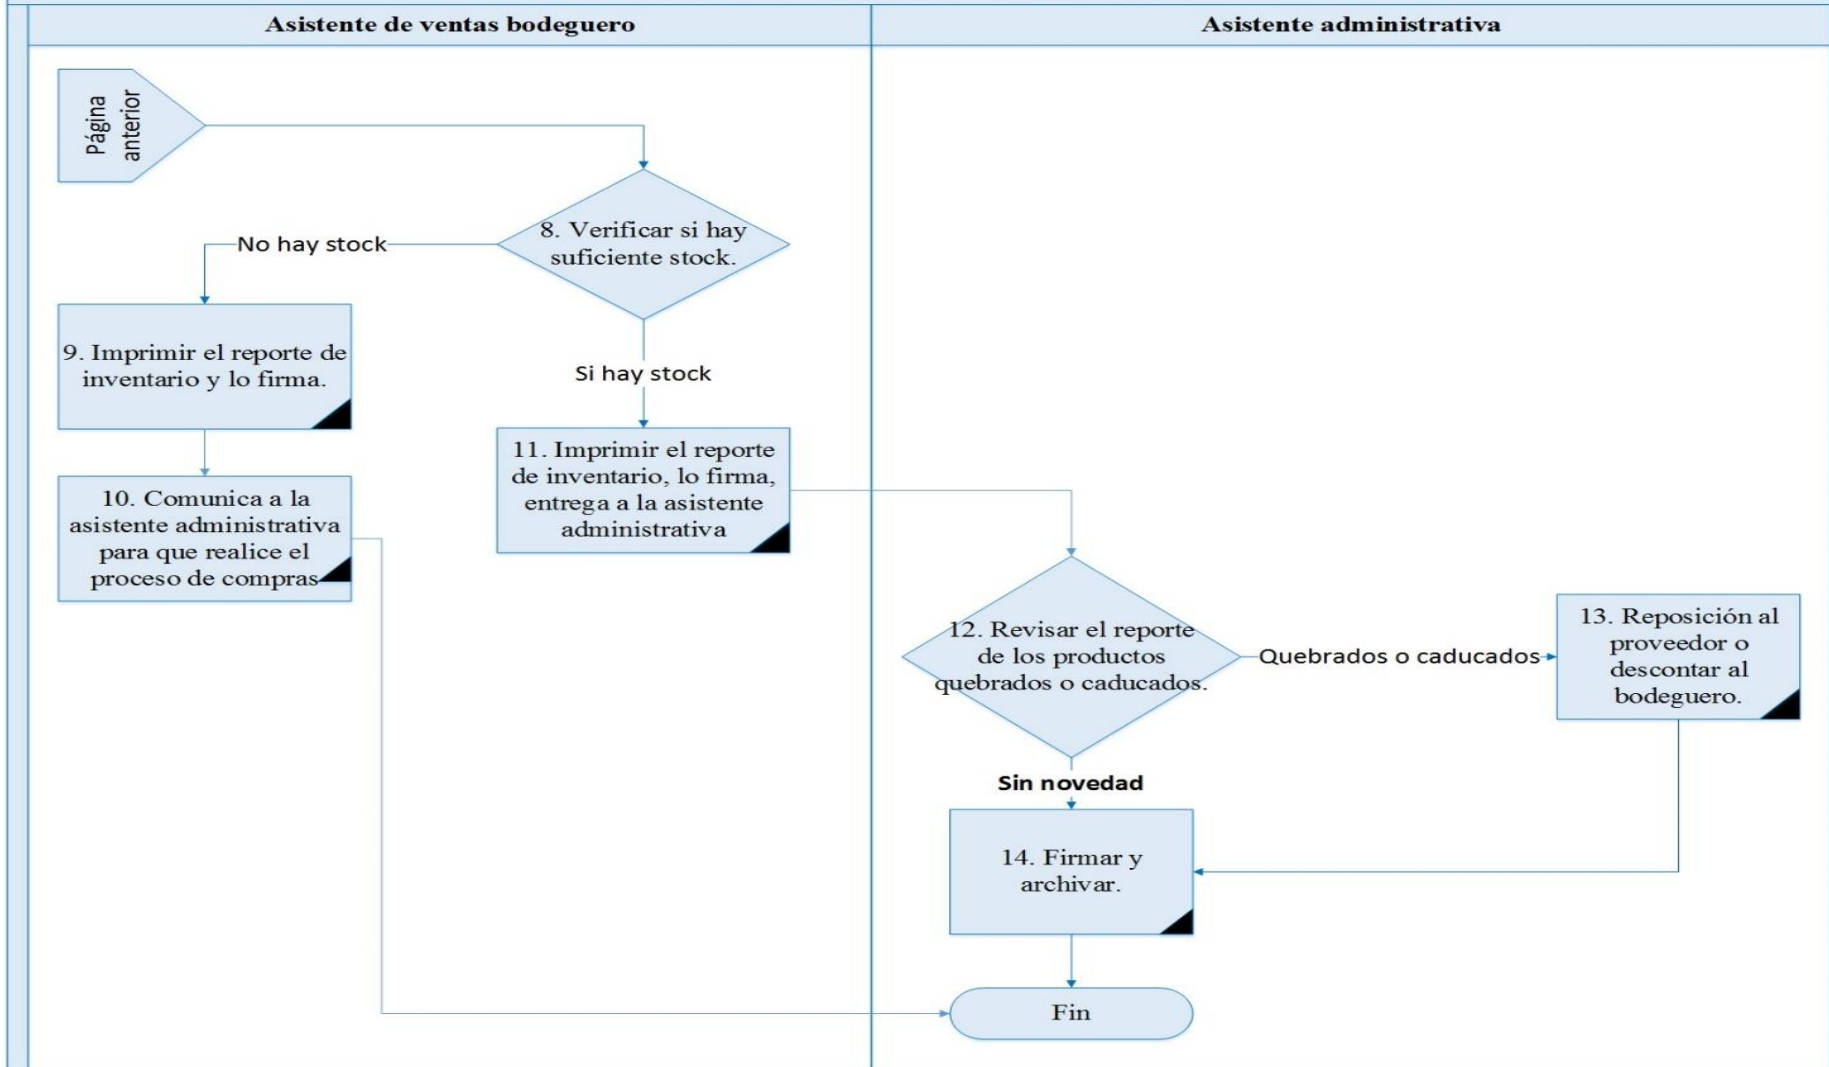 Asistente de ventas bodeguero
Asistente administrativa
Página
anterior
8. Verificar si hay
suficiente stock.
No hay stock
9. Imprimir el reporte de
inventario y lo firma.
Si hay stock
10. Comunica a la
asistente administrativa
para que realice el
proceso de compras
11. Imprimir el reporte
de inventario, lo firma,
entrega a la asistente
administrativa
12. Revisar el reporte
de los productos
quebrados o caducados.
Quebrados o caducados
13. Reposición al
proveedor o
descontar al
bodeguero.
Sin novedad
14. Firmar y
archivar.
Fin